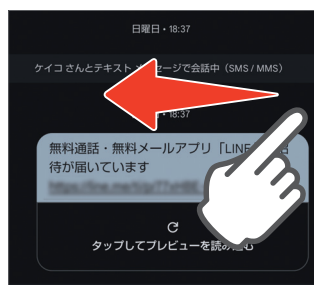 日曜日・18:37
ケイコ さんとテキスト メッセージで会話中（SMS / MMS）
・18:37
無料通話・無料メールアプリ「LINE
待が届いています
タップしてプレビューを読み込む